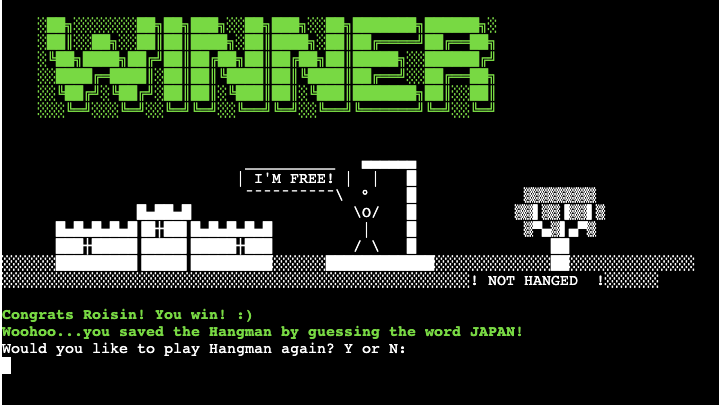 WINNER
I'M FREE!
! NOT HANGED !
Congrats Roisin! You win! :)
Woohoo...you saved the Hangman by guessing the word JAPAN!
Would you like to play Hangman again? Y or N: